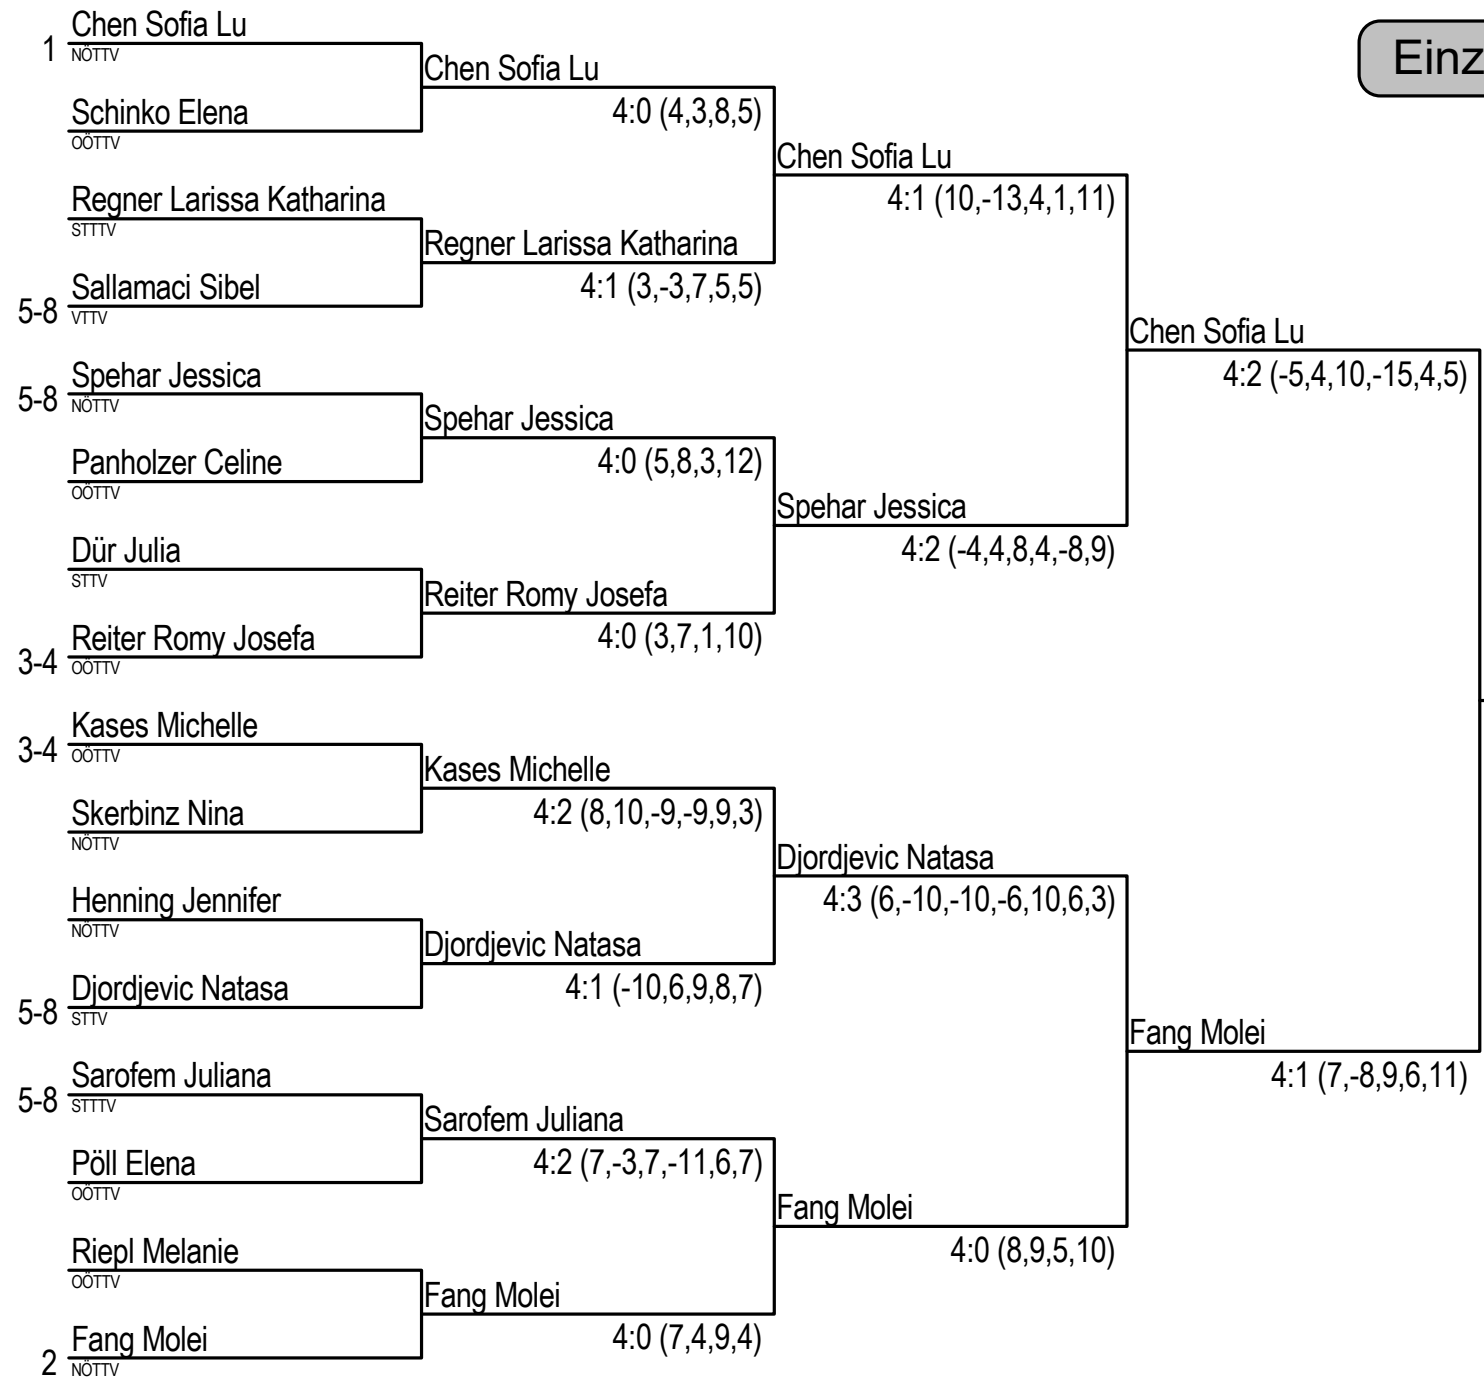 Chen Sofia Lu
1
NÖTTV
Chen Sofia Lu
4:0 (4,3,8,5)
Schinko Elena
OÖTTV
Chen Sofia Lu
4:1 (10,-13,4,1,11)
Regner Larissa Katharina
STTTV
Regner Larissa Katharina
4:1 (3,-3,7,5,5)
Sallamaci Sibel
5-8
VTTV
Chen Sofia Lu
4:2 (-5,4,10,-15,4,5)
Spehar Jessica
5-8
NÖTTV
Spehar Jessica
4:0 (5,8,3,12)
Panholzer Celine
OÖTTV
Spehar Jessica
4:2 (-4,4,8,4,-8,9)
Dür Julia
STTV
Reiter Romy Josefa
4:0 (3,7,1,10)
Reiter Romy Josefa
3-4
OÖTTV
Kases Michelle
3-4
OÖTTV
Kases Michelle
4:2 (8,10,-9,-9,9,3)
Skerbinz Nina
NÖTTV
Djordjevic Natasa
4:3 (6,-10,-10,-6,10,6,3)
Henning Jennifer
NÖTTV
Djordjevic Natasa
4:1 (-10,6,9,8,7)
Djordjevic Natasa
5-8
STTV
Fang Molei
4:1 (7,-8,9,6,11)
Sarofem Juliana
5-8
STTTV
Sarofem Juliana
4:2 (7,-3,7,-11,6,7)
Pöll Elena
OÖTTV
Fang Molei
4:0 (8,9,5,10)
Riepl Melanie
OÖTTV
Fang Molei
4:0 (7,4,9,4)
Fang Molei
2
NÖTTV
Einz